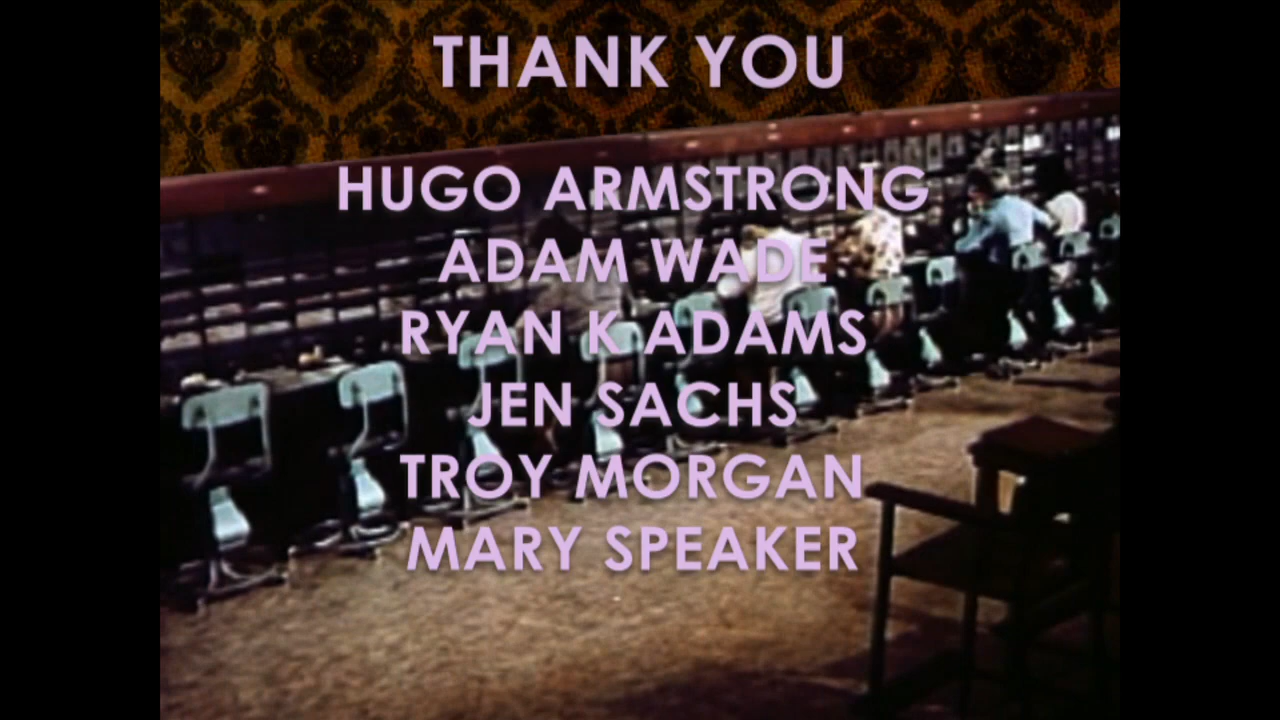 THANK YOU
HUGO ARMSTRONG
ADAM WADE
RYAN K ADAMS
JEN SACHS
TROY MORGAN
MARY SPEAKER